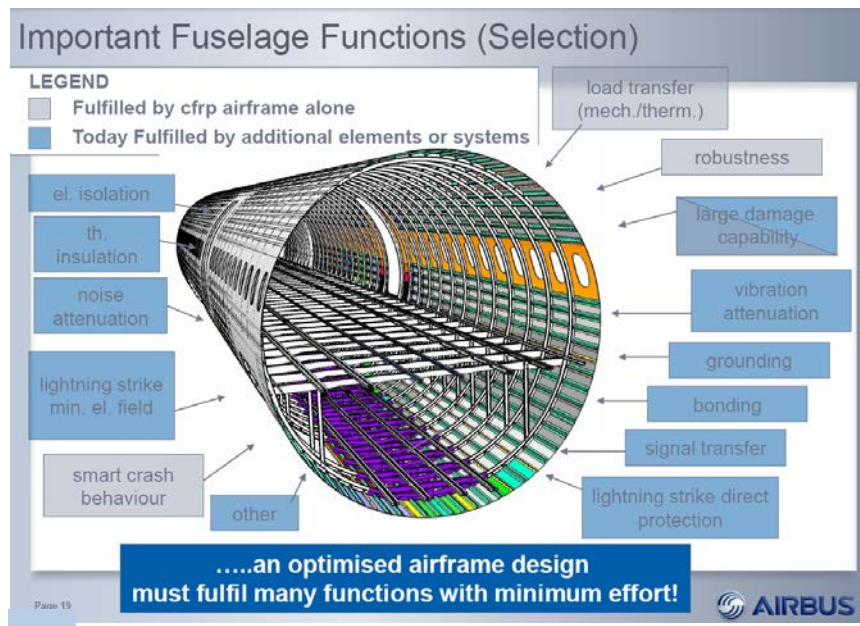 Important Fuselage Functions (Selection)
LEGEND
Fulfilled by cfrp airframe alone
Today Fulfilled by additional elements or systems
load transfer
(mech./therm.)
robustness
large damage
capability
vibration
attenuation
grounding
bonding
signal transfer
lightning strike direct
protection
el. isolation
th.
insulation
noise
attenuation
lightning strike
min. el. field
smart crash
behaviour
other
…..an optimised airframe design
must fulfil many functions with minimum effort!
Page 19
AIRBUS